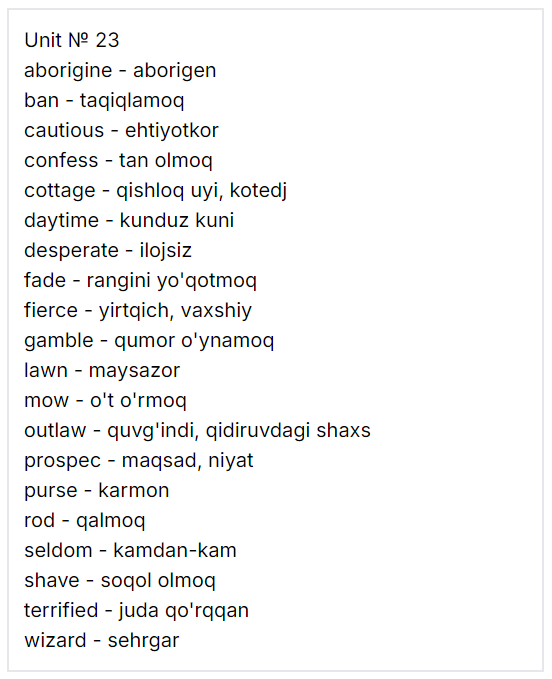 Unit № 23
aborigine - aborigen
ban - taqiqlamoq
cautious - ehtiyotkor
confess - tan olmoq
cottage - qishloq uyi, kotedj
daytime - kunduz kuni
desperate - ilojsiz
fade - rangini yo'qotmoq
fierce - yirtqich, vaxshiy
gamble - qumor o'ynamoq
lawn - maysazor
mow - o't o'rmoq
outlaw - quvg'indi, qidiruvdagi shaxs
prospec - maqsad, niyat
purse - karmon
rod - qalmoq
seldom - kamdan-kam
shave - soqol olmoq
terrified - juda qo'rqqan
wizard - sehrgar